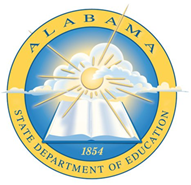 ALABAMA
1854
STATE DEPARTMENT OF EDUCATION